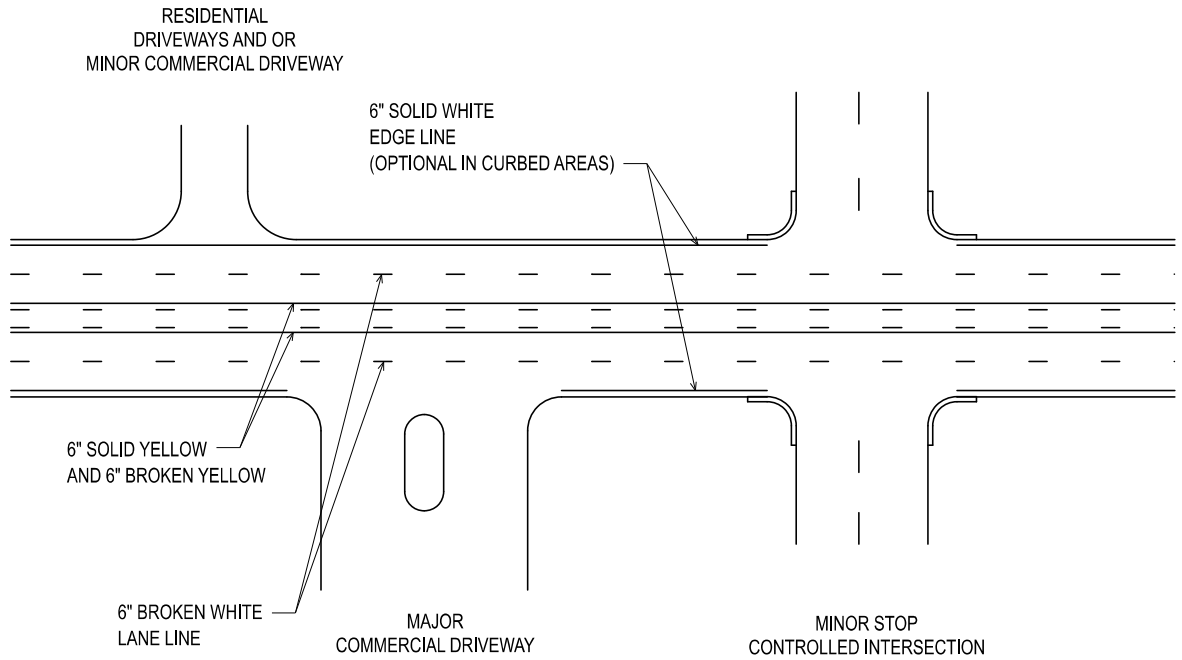 RESIDENTIAL
DRIVEWAYS AND OR
MINOR COMMERCIAL DRIVEWAY
6" SOLID WHITE
EDGE LINE
(OPTIONAL IN CURBED AREAS)
6" SOLID YELLOW
AND 6" BROKEN YELLOW
6" BROKEN WHITE
LANE LINE
MAJOR
COMMERCIAL DRIVEWAY
MINOR STOP
CONTROLLED INTERSECTION